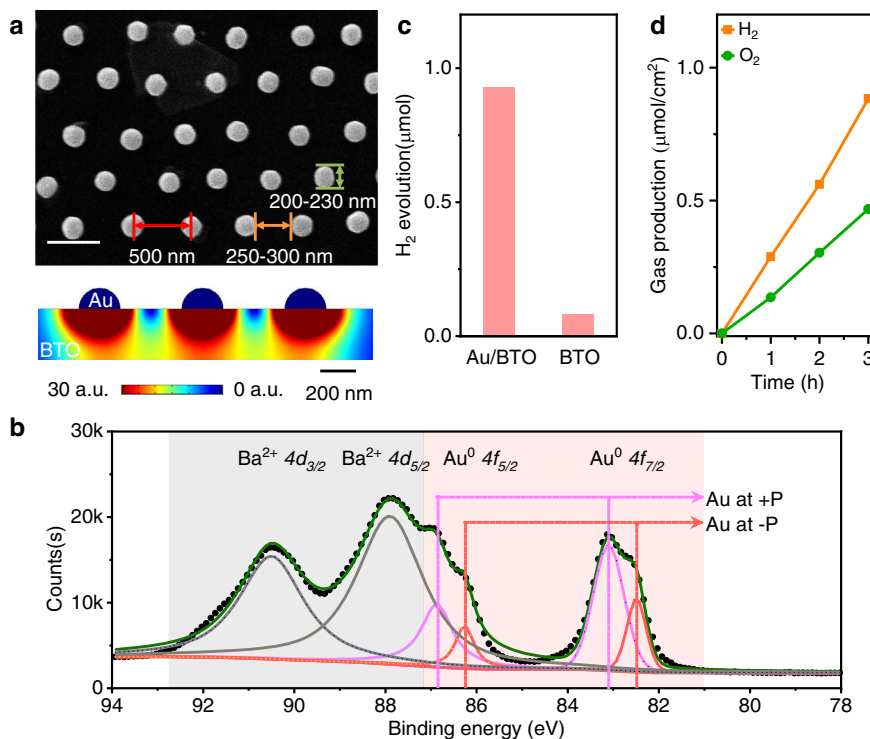 a
200-230 nm
500 nm
250-300 nm
Au
BTO
30 a.u.
0 a.u.
200 nm
c
H₂ evolution(μmol)
1.0
0.5
0.0
Au/BTO
BTO
d
H₂
O₂
Gas production (μmol/cm²)
1.0
0.5
0.0
0
1
2
3
Time (h)
b
Counts(s)
30k
20k
10k
0
Ba²⁺ 4d₃/₂
Ba²⁺ 4d₅/₂
Au⁰ 4f₅/₂
Au⁰ 4f₇/₂
Au at +P
Au at -P
94
92
90
88
86
84
82
80
78
Binding energy (eV)